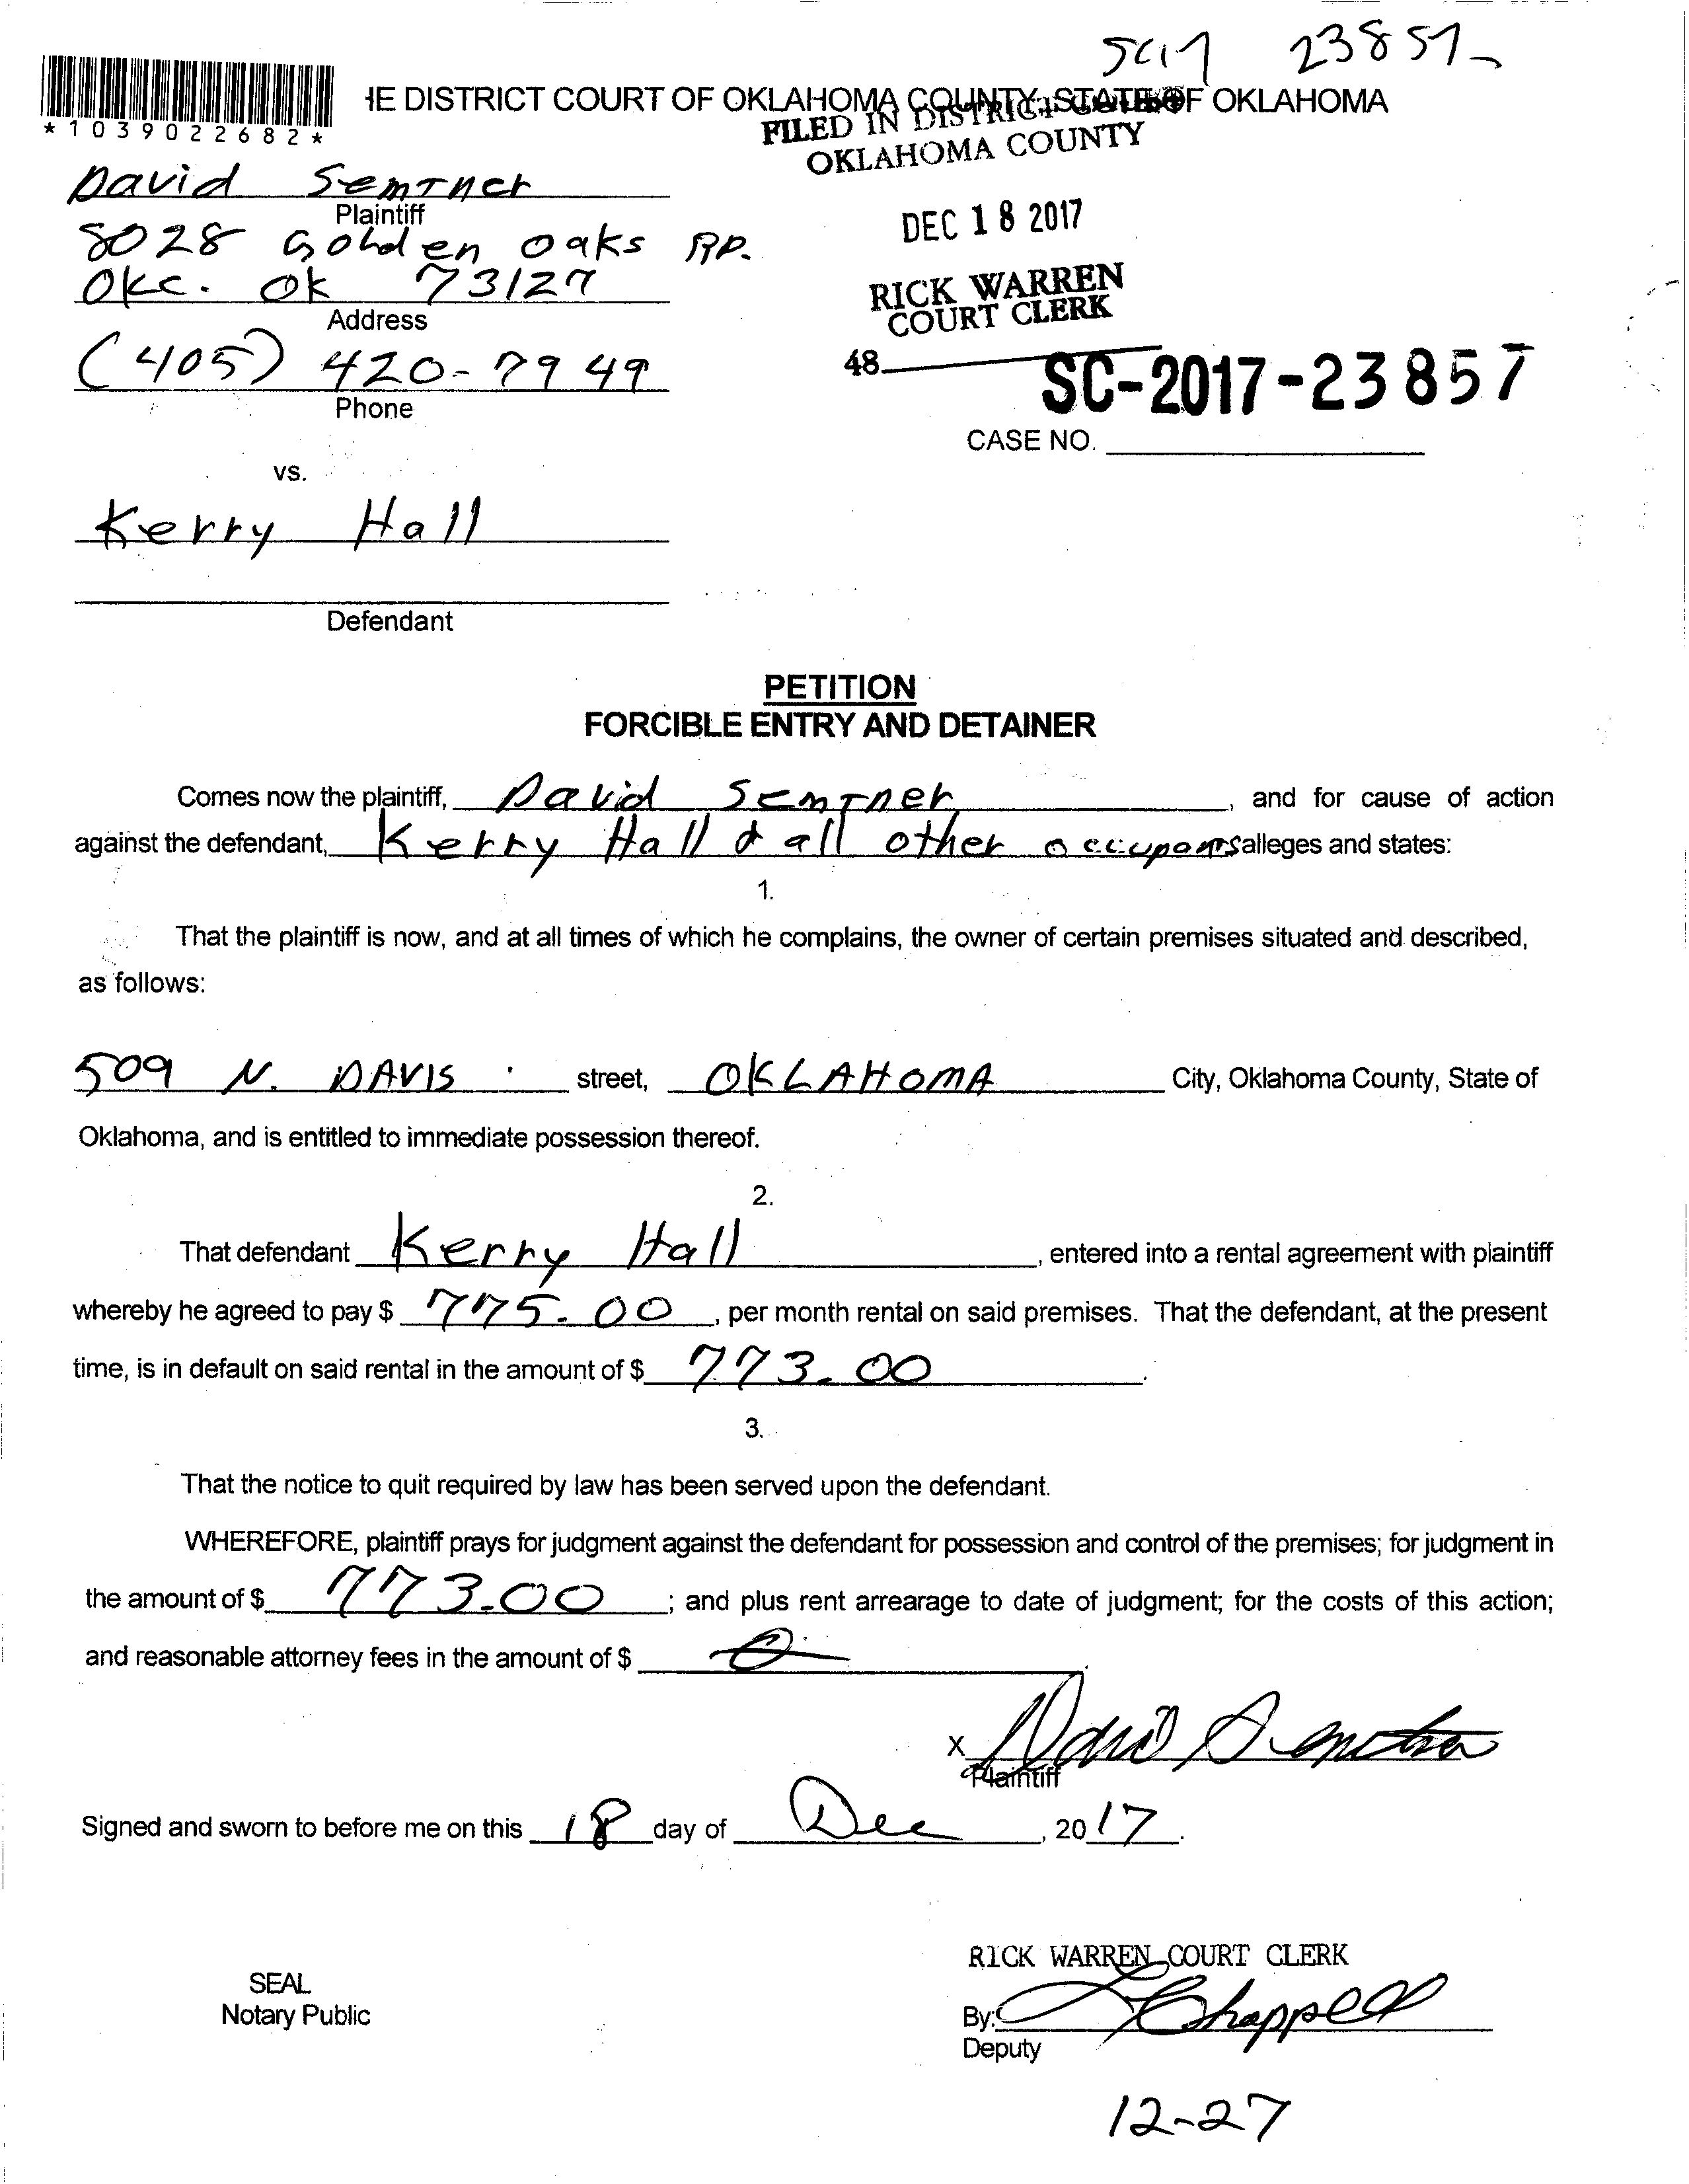 SC17 23857
*1039022682*
HE DISTRICT COURT OF OKLAHOMA COUNTY, STATE OF OKLAHOMA
FILED IN DISTRICT COURT
OKLAHOMA COUNTY
David Semtner
Plaintiff
DEC 18 2017
8028 Golden Oaks RD.
OKC. OK 73127
Address
RICK WARREN
COURT CLERK
(405) 420-7949
Phone
48
SC-2017-23857
CASE NO.
vs.
Kerry Hall
Defendant
PETITION
FORCIBLE ENTRY AND DETAINER
Comes now the plaintiff, David Semtner, and for cause of action
against the defendant, Kerry Hall & all other occupants alleges and states:
1.
That the plaintiff is now, and at all times of which he complains, the owner of certain premises situated and described,
as follows:
509 N. DAVIS street, OKLAHOMA City, Oklahoma County, State of
Oklahoma, and is entitled to immediate possession thereof.
2.
That defendant Kerry Hall, entered into a rental agreement with plaintiff
whereby he agreed to pay $ 775.00, per month rental on said premises. That the defendant, at the present
time, is in default on said rental in the amount of $ 773.00.
3.
That the notice to quit required by law has been served upon the defendant.
WHEREFORE, plaintiff prays for judgment against the defendant for possession and control of the premises; for judgment in
the amount of $ 773.00; and plus rent arrearage to date of judgment; for the costs of this action;
and reasonable attorney fees in the amount of $ 0
X David Semtner
Plaintiff
Signed and sworn to before me on this 18 day of Dec, 2017.
RICK WARREN COURT CLERK
SEAL
Notary Public
By: Chappell
Deputy
12-27